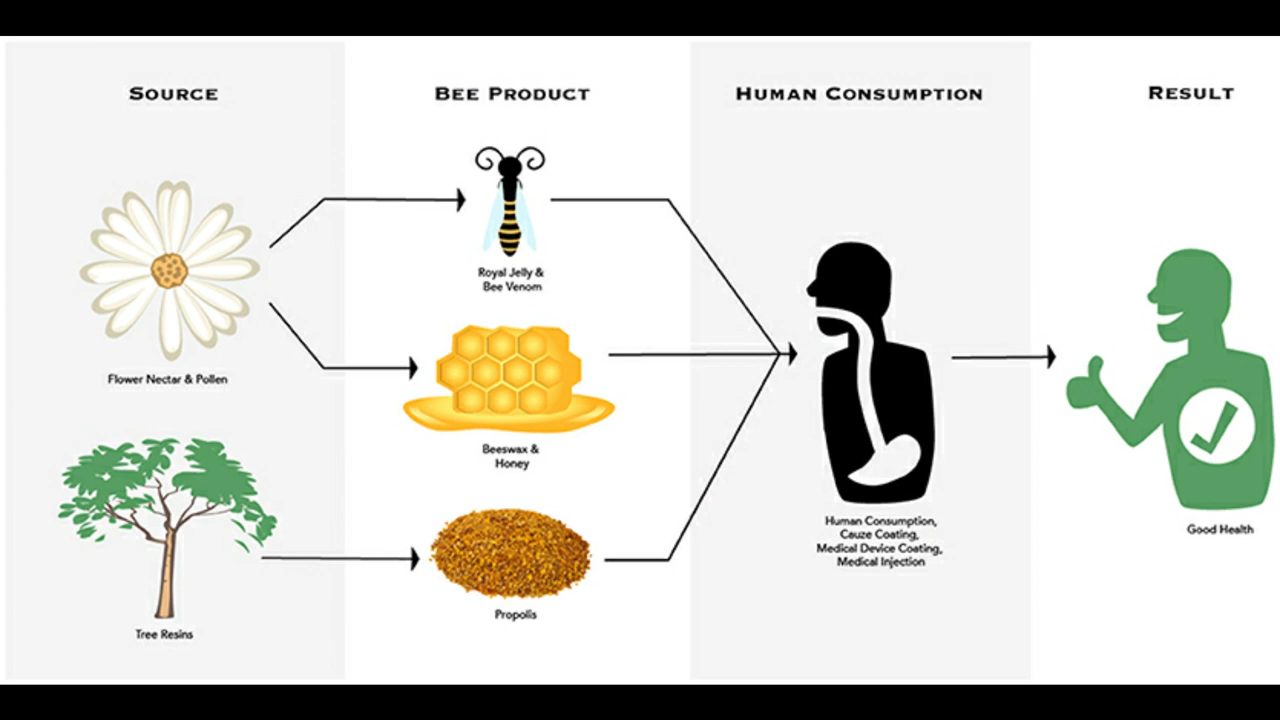 SOURCE
BEE PRODUCT
HUMAN CONSUMPTION
RESULT
Flower Nectar & Pollen
Tree Resins
Royal Jelly &
Bee Venom
Beeswax &
Honey
Propolis
Human Consumption,
Cauze Coating,
Medical Device Coating,
Medical Injection
Good Health